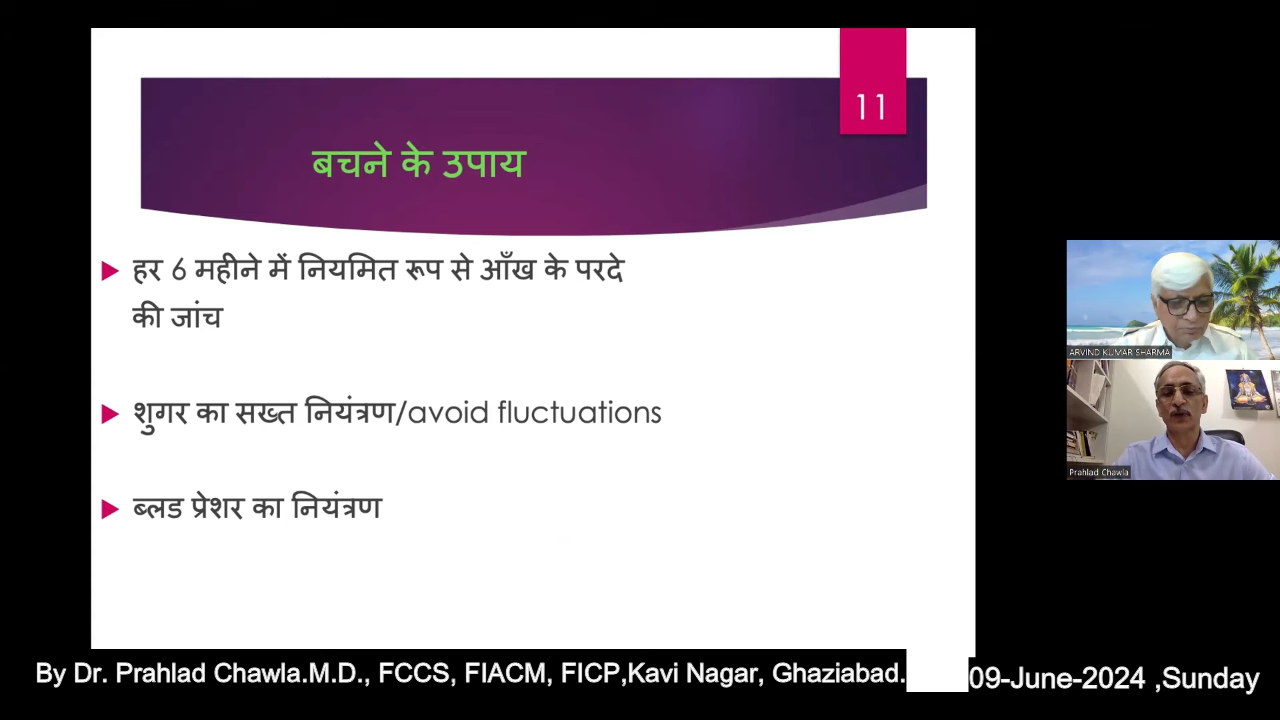 11
बचने के उपाय
हर 6 महीने में नियमित रूप से आँख के परदे
की जांच
शुगर का सख्त नियंत्रण/avoid fluctuations
ब्लड प्रेशर का नियंत्रण
ARVIND KUMAR SHARMA
Prahlad Chawla
By Dr. Prahlad Chawla.M.D., FCCS, FIACM, FICP,Kavi Nagar, Ghaziabad.
09-June-2024 ,Sunday